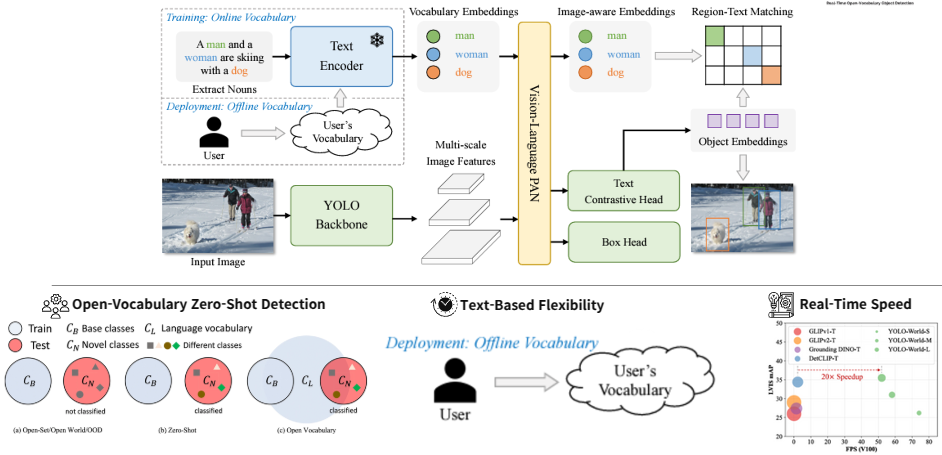 Real-Time Open-Vocabulary Object Detection
Training: Online Vocabulary
A man and a
woman are skiing
with a dog
Extract Nouns
Text
Encoder
Deployment: Offline Vocabulary
User
User's
Vocabulary
Vocabulary Embeddings
man
woman
dog
Image-aware Embeddings
man
woman
dog
Region-Text Matching
Input Image
YOLO
Backbone
Multi-scale
Image Features
Vision-Language PAN
Text
Contrastive Head
Box Head
Object Embeddings
Open-Vocabulary Zero-Shot Detection
Train
Test
C_B Base classes
C_L Language vocabulary
C_N Novel classes
Different classes
C_B
C_N
not classified
(a) Open-Set/Open World/OOD
C_B
C_N
classified
(b) Zero-Shot
C_B
C_L
C_N
classified
(c) Open Vocabulary
Text-Based Flexibility
Deployment: Offline Vocabulary
User
User's
Vocabulary
Real-Time Speed
GLIPv1-T
GLIPv2-T
Grounding DINO-T
DetCLIP-T
YOLO-World-S
YOLO-World-M
YOLO-World-L
20× Speedup
LVIS mAP
50
45
40
35
30
25
20
0
10
20
30
40
50
60
70
80
FPS (V100)